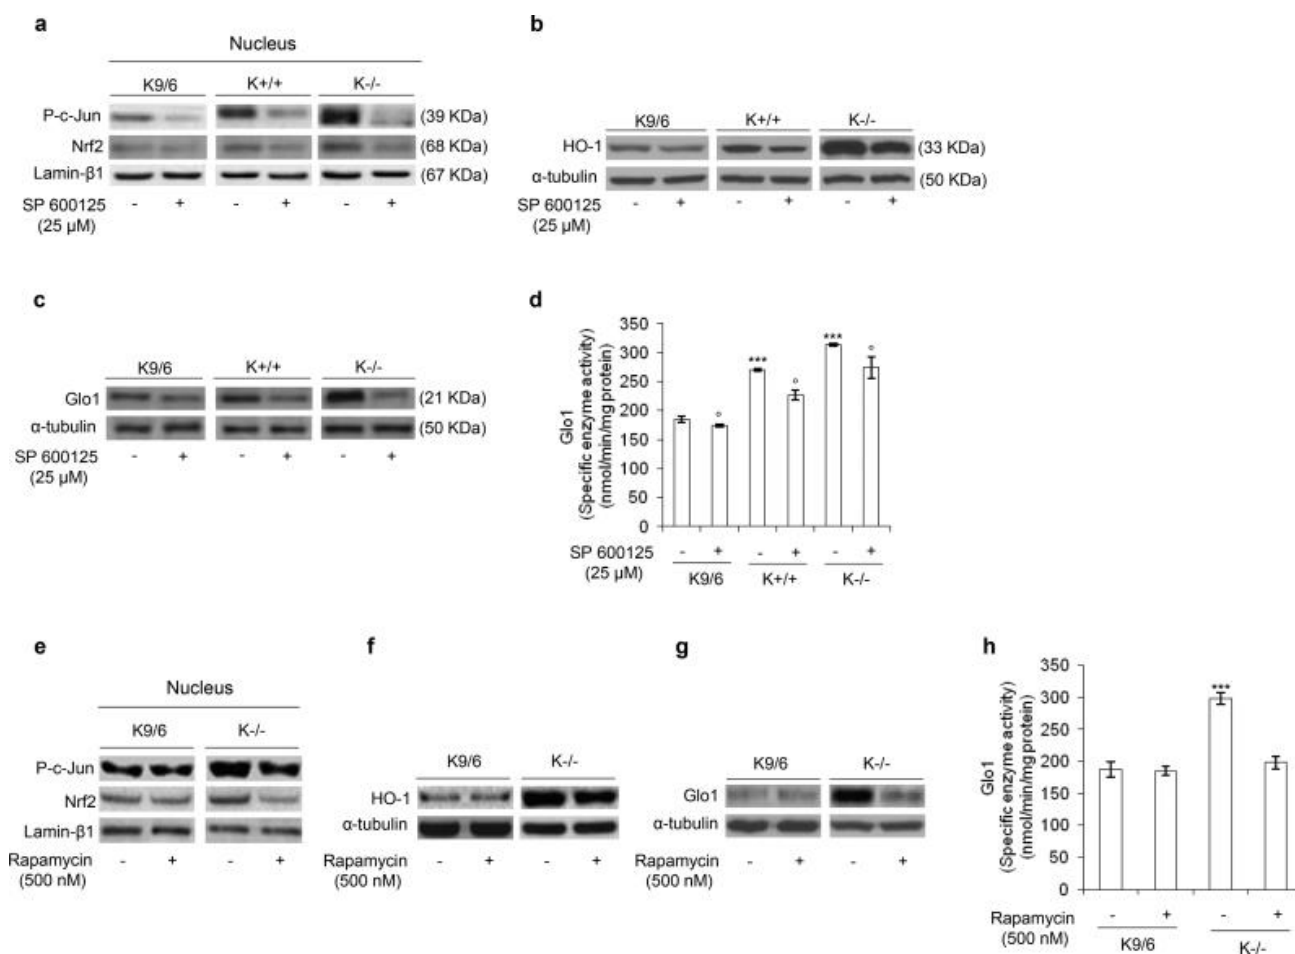 a
Nucleus
K9/6 K+/+ K-/-
P-c-Jun (39 KDa)
Nrf2 (68 KDa)
Lamin-β1 (67 KDa)
SP 600125 - + - + - +
(25 µM)
b
K9/6 K+/+ K-/-
HO-1 (33 KDa)
α-tubulin (50 KDa)
SP 600125 - + - + - +
(25 µM)
c
K9/6 K+/+ K-/-
Glo1 (21 KDa)
α-tubulin (50 KDa)
SP 600125 - + - + - +
(25 µM)
d
Glo1
(Specific enzyme activity)
(nmol/min/mg protein)
350
300
250
200
150
100
50
0
° *** ° *** °
SP 600125 - + - + - +
(25 µM)
K9/6 K+/+ K-/-
e
Nucleus
K9/6 K-/-
P-c-Jun
Nrf2
Lamin-β1
Rapamycin - + - +
(500 nM)
f
K9/6 K-/-
HO-1
α-tubulin
Rapamycin - + - +
(500 nM)
g
K9/6 K-/-
Glo1
α-tubulin
Rapamycin - + - +
(500 nM)
h
Glo1
(Specific enzyme activity)
(nmol/min/mg protein)
350
300
250
200
150
100
50
0
***
Rapamycin - + - +
(500 nM)
K9/6 K-/-